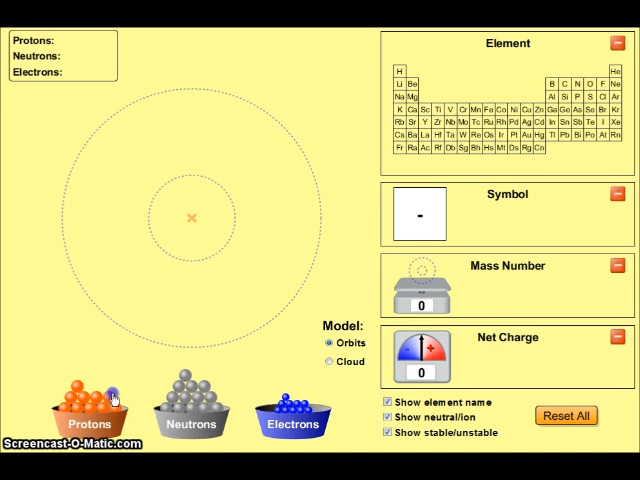 Protons:
Neutrons:
Electrons:
Element
H He
Li Be B C N O F Ne
Na Mg Al Si P S Cl Ar
K Ca Sc Ti V Cr Mn Fe Co Ni Cu Zn Ga Ge As Se Br Kr
Rb Sr Y Zr Nb Mo Tc Ru Rh Pd Ag Cd In Sn Sb Te I Xe
Cs Ba La Hf Ta W Re Os Ir Pt Au Hg Tl Pb Bi Po At Rn
Fr Ra Ac Rf Db Sg Bh Hs Mt Ds Rg Cn
Symbol
-
Mass Number
0
Net Charge
- +
0
Model:
Orbits
Cloud
Protons
Neutrons
Electrons
Show element name
Show neutral/ion
Show stable/unstable
Reset All
Screencast-O-Matic.com